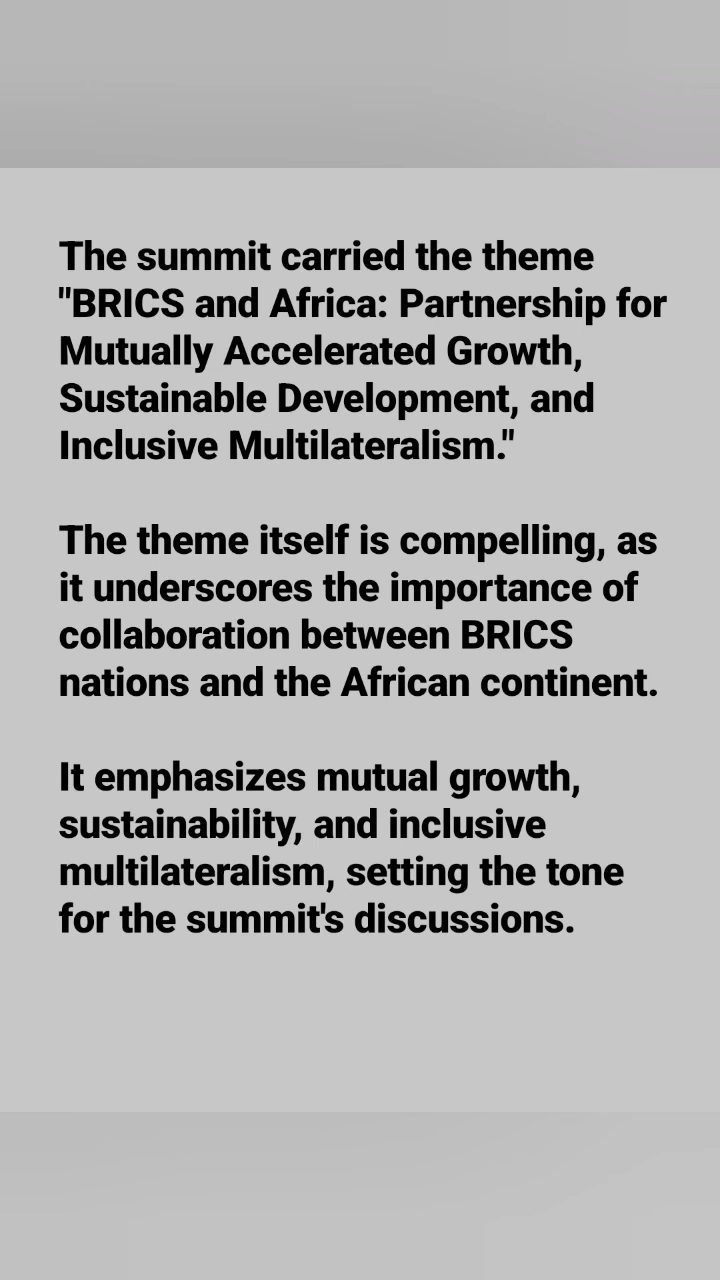 The summit carried the theme
"BRICS and Africa: Partnership for
Mutually Accelerated Growth,
Sustainable Development, and
Inclusive Multilateralism."
The theme itself is compelling, as
it underscores the importance of
collaboration between BRICS
nations and the African continent.
It emphasizes mutual growth,
sustainability, and inclusive
multilateralism, setting the tone
for the summit's discussions.